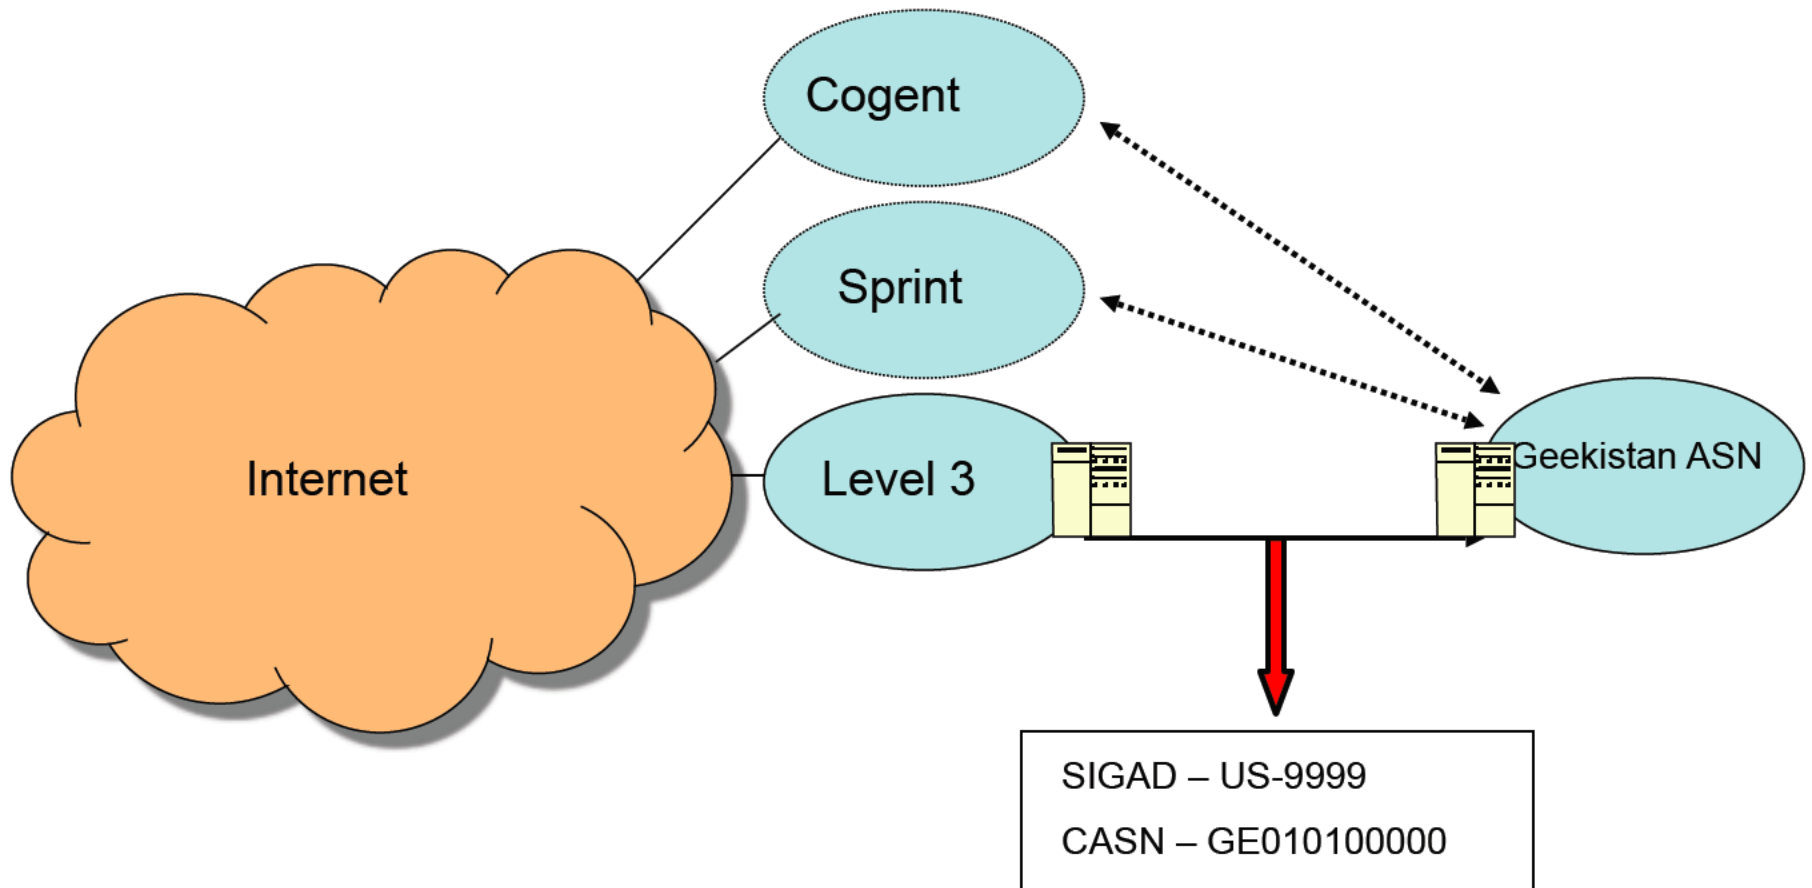 Cogent
Sprint
Internet
Level 3
Geekistan ASN
SIGAD – US-9999
CASN – GE010100000